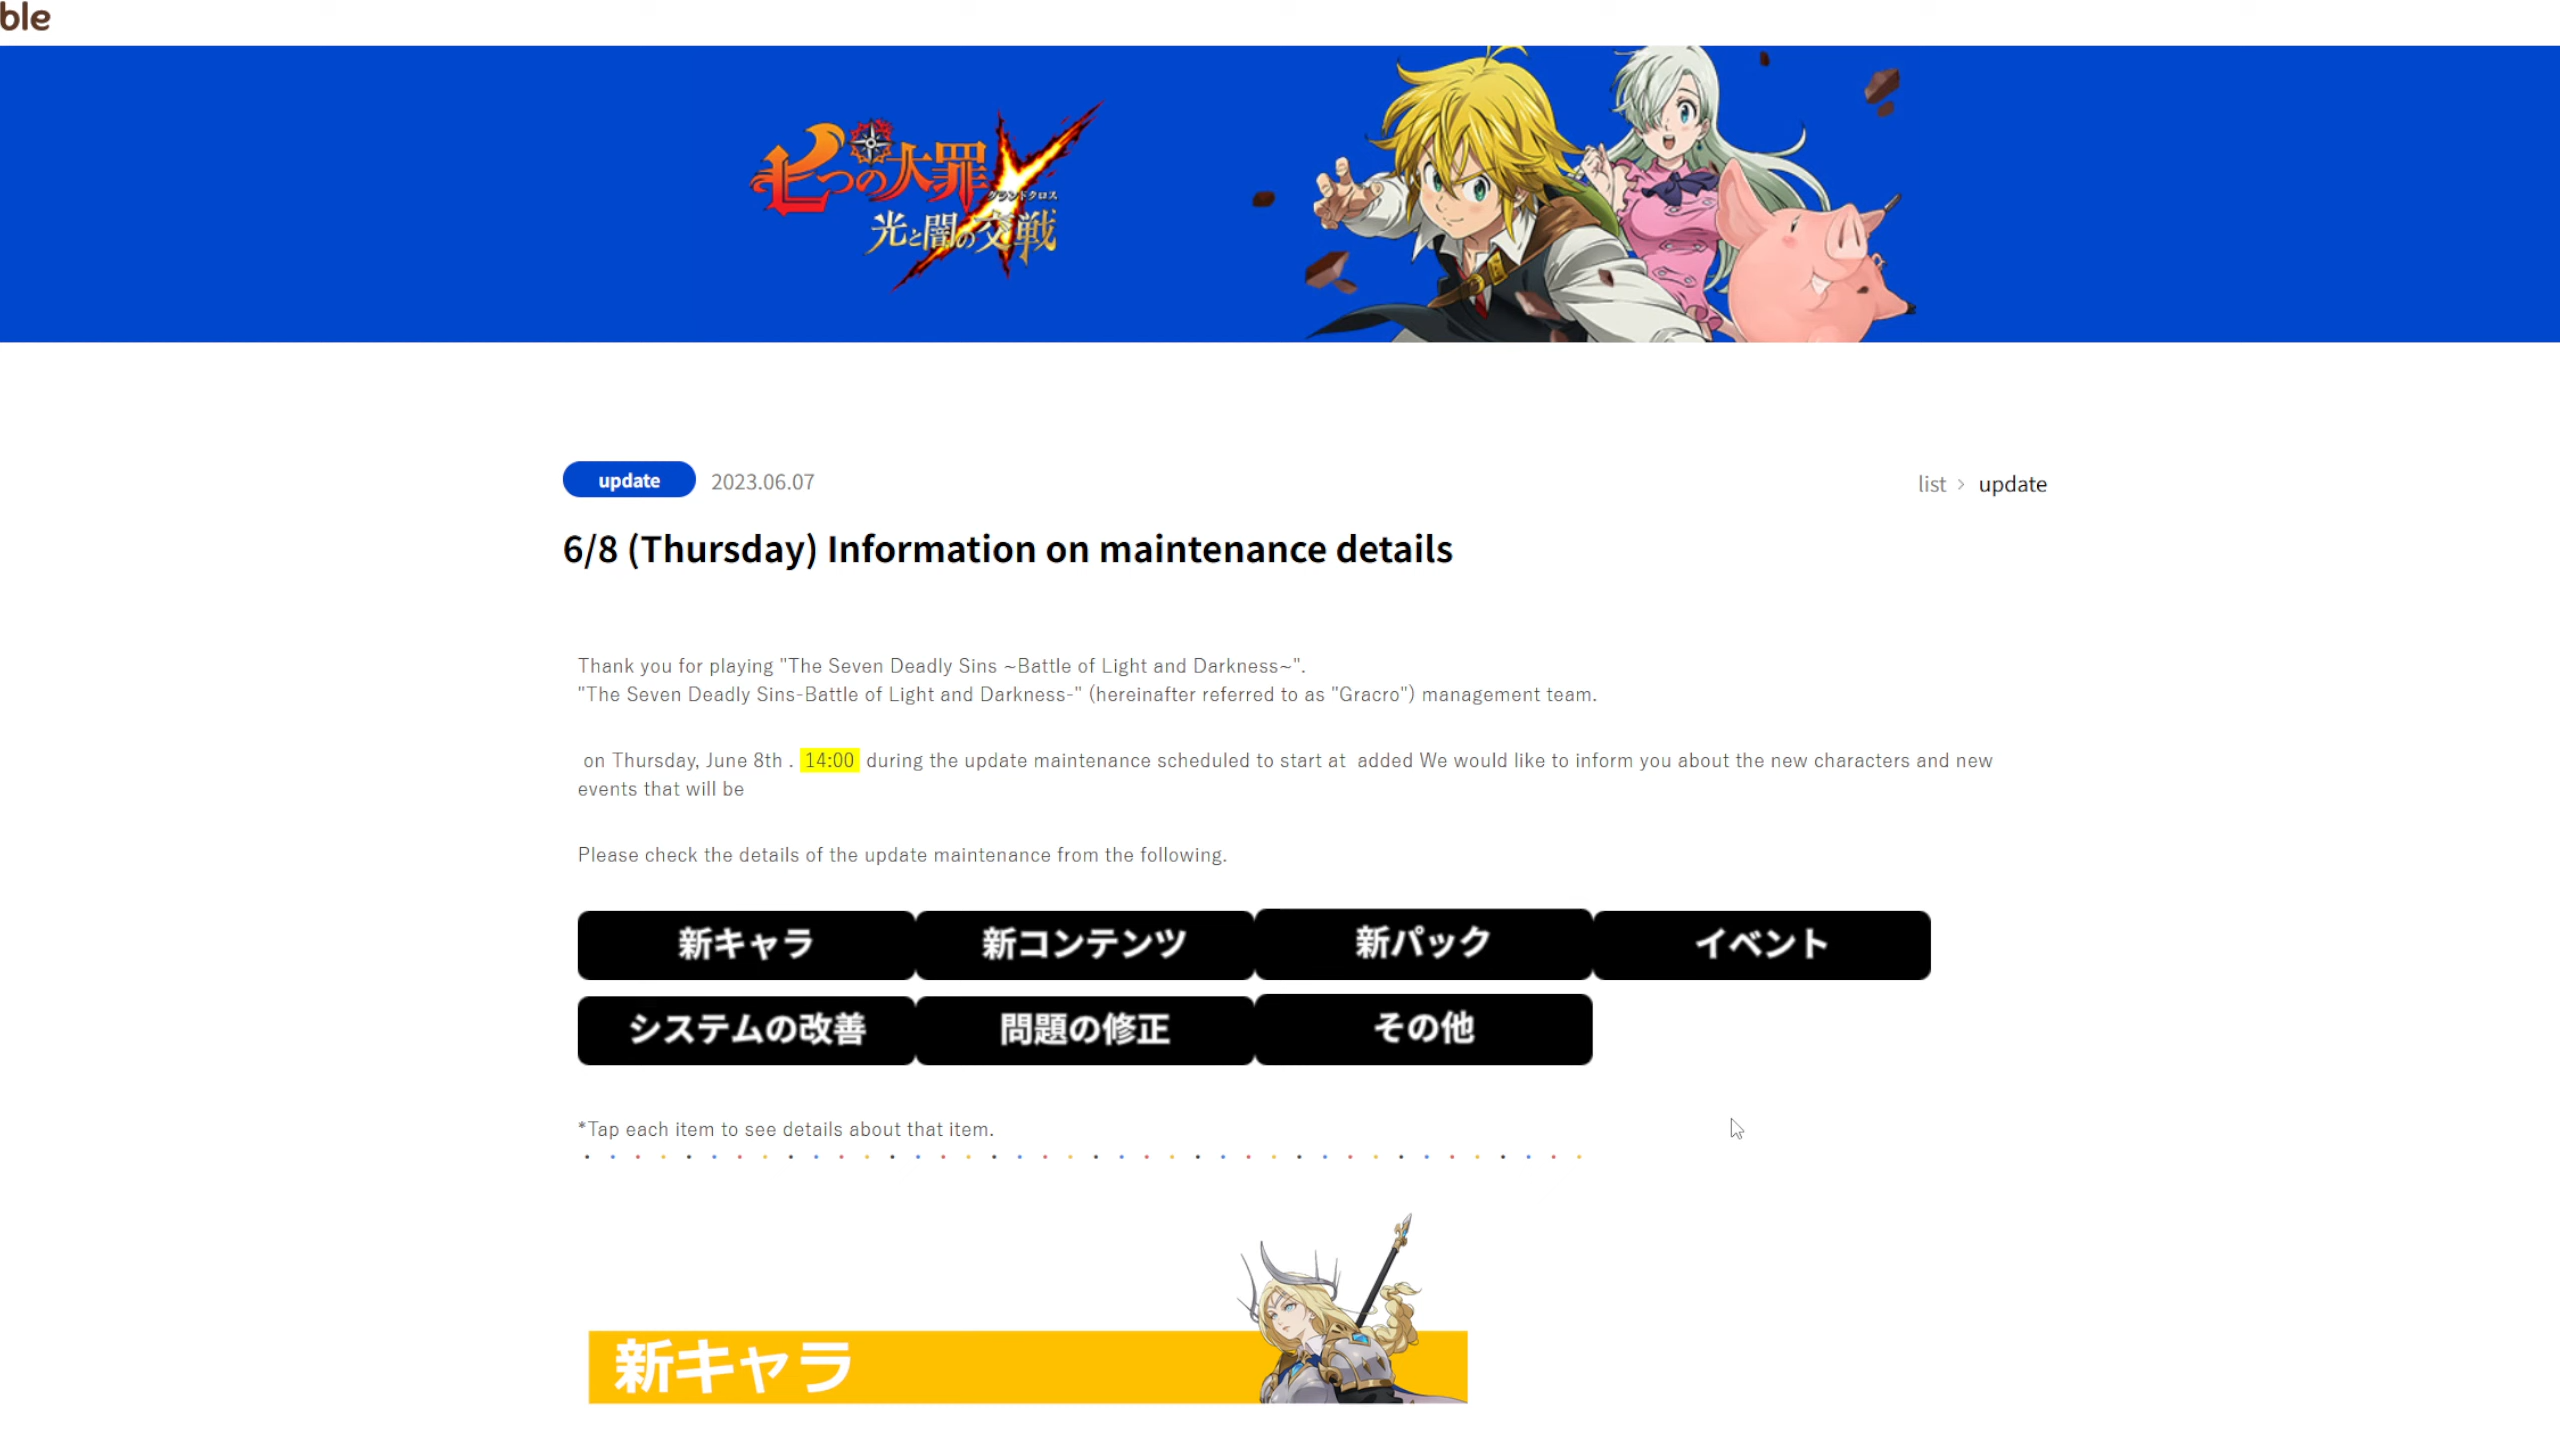 ble
七つの大罪
グランドクロス
光と闇の交戦
update 2023.06.07
list > update
6/8 (Thursday) Information on maintenance details
Thank you for playing "The Seven Deadly Sins ~Battle of Light and Darkness~".
"The Seven Deadly Sins-Battle of Light and Darkness-" (hereinafter referred to as "Gracro") management team.
on Thursday, June 8th . 14:00 during the update maintenance scheduled to start at added We would like to inform you about the new characters and new
events that will be
Please check the details of the update maintenance from the following.
新キャラ 新コンテンツ 新パック イベント
システムの改善 問題の修正 その他
*Tap each item to see details about that item.
新キャラ